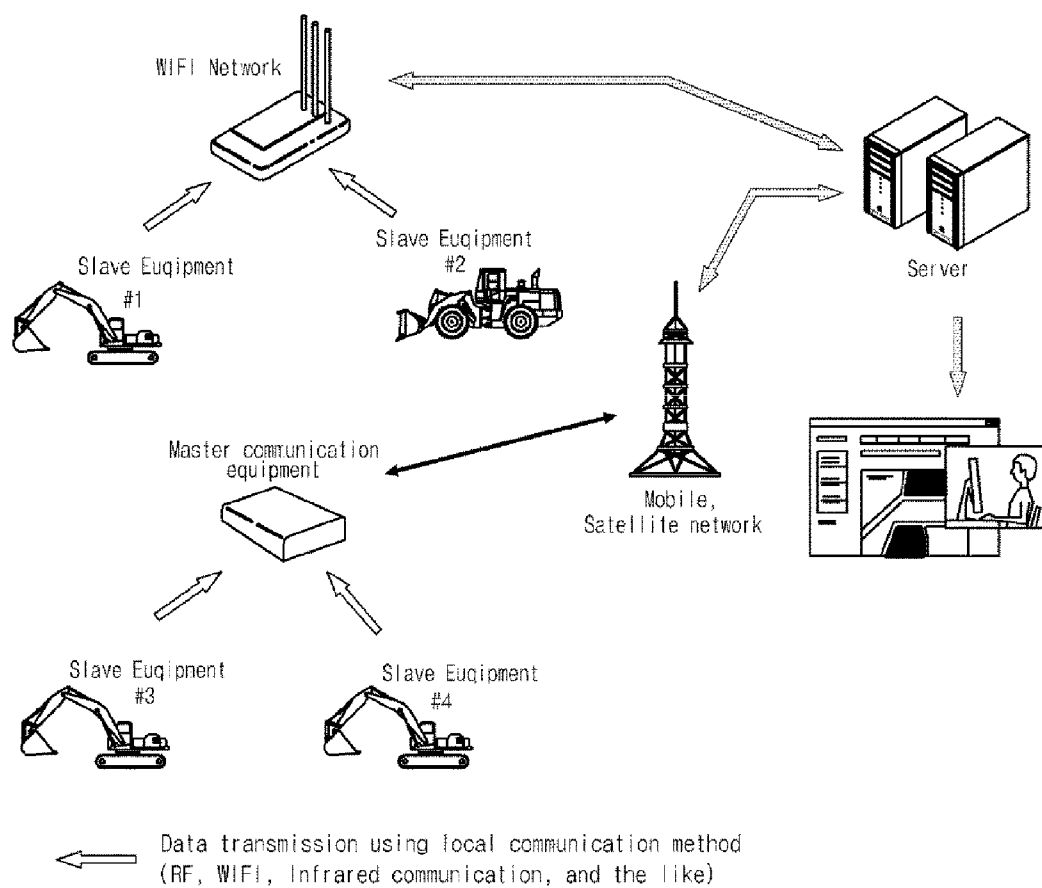 WIFI Network
Slave Euqipment
#1
Slave Euqipment
#2
Server
Master communication
equipment
Mobile,
Satellite network
Slave Euqipnent
#3
Slave Euqipment
#4
Data transmission using local communication method
(RF, WIFI, Infrared communication, and the like)